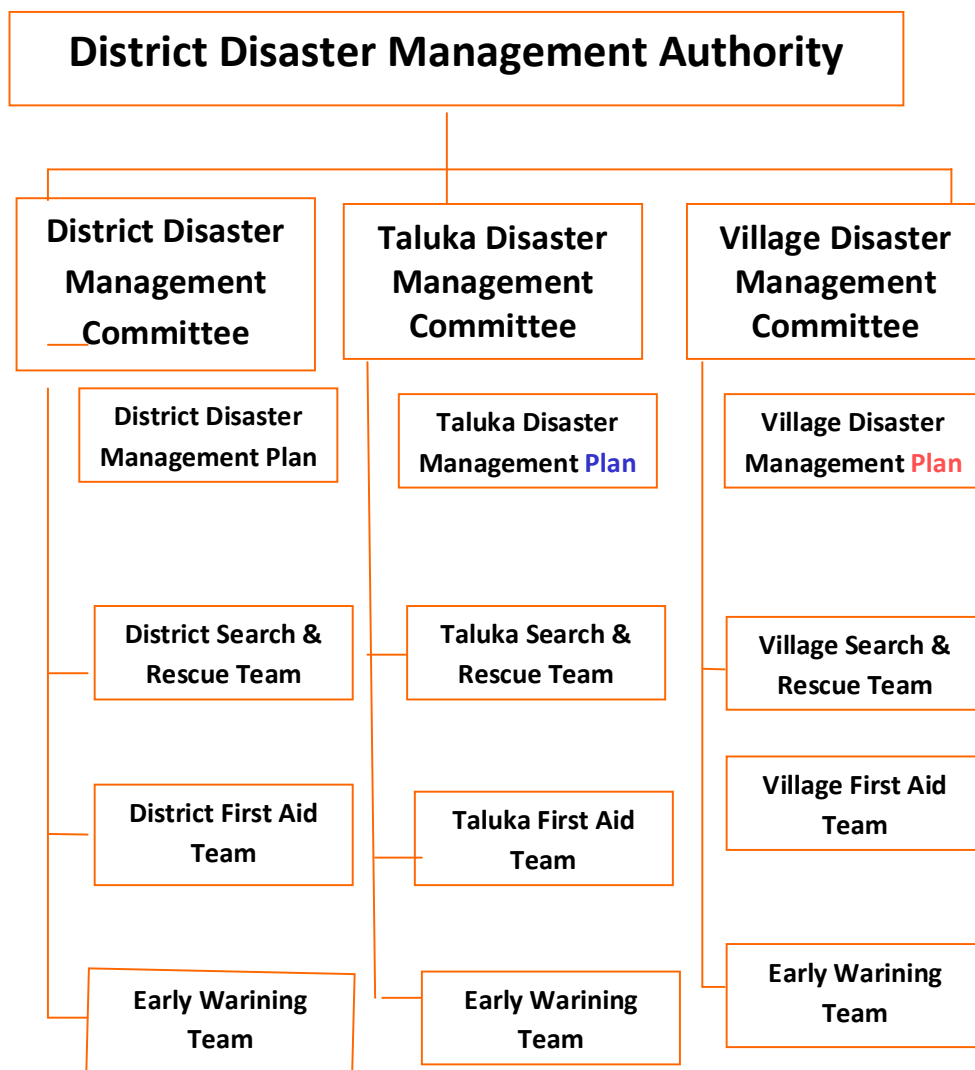 District Disaster Management Authority
District Disaster
Management
Committee
Taluka Disaster
Management
Committee
Village Disaster
Management
Committee
District Disaster
Management Plan
Taluka Disaster
Management Plan
Village Disaster
Management Plan
District Search &
Rescue Team
Taluka Search &
Rescue Team
Village Search &
Rescue Team
District First Aid
Team
Taluka First Aid
Team
Village First Aid
Team
Early Warining
Team
Early Warining
Team
Early Warining
Team